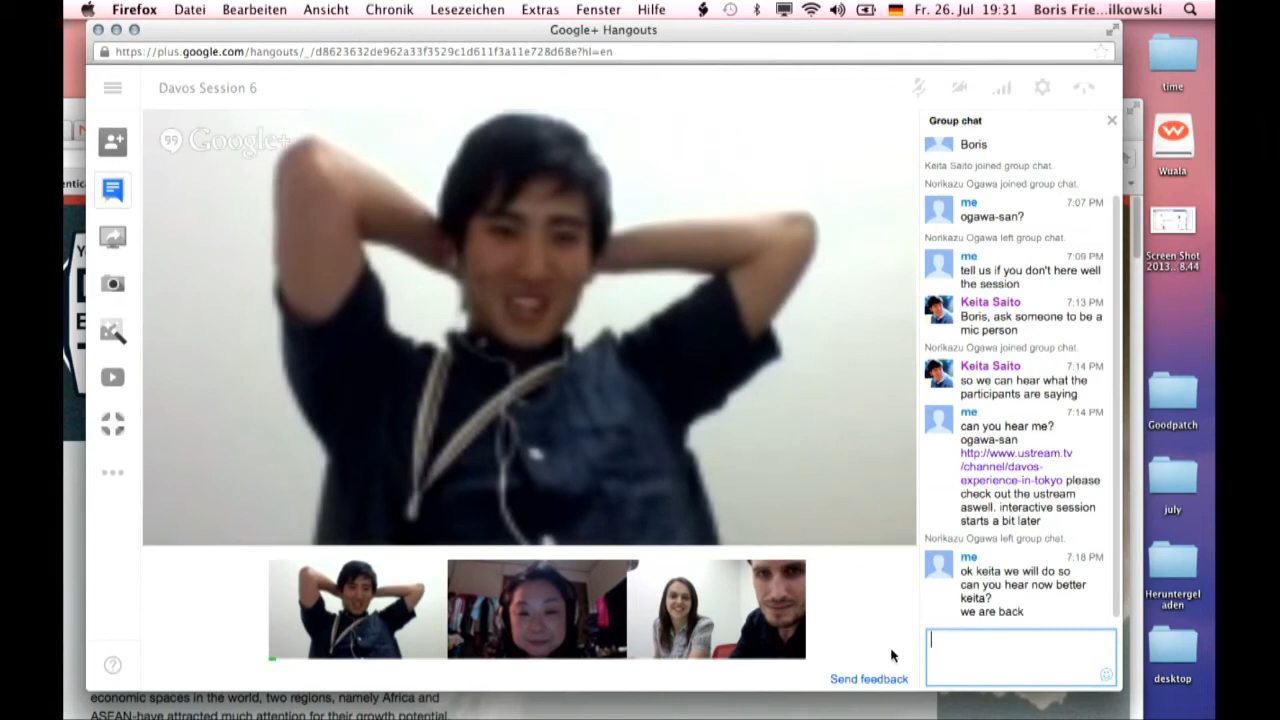 Firefox Datei Bearbeiten Ansicht Chronik Lesezeichen Extras Fenster Hilfe Fr. 26. Jul 19:31 Boris Frie...ilkowski
Google+ Hangouts
https://plus.google.com/hangouts/_/d8623632de962a33f3529c1d611f3a11e728d68e?hl=en
Davos Session 6
Google+
Group chat
Boris
Keita Saito joined group chat.
Norikazu Ogawa joined group chat.
me 7:07 PM
ogawa-san?
Norikazu Ogawa left group chat.
me 7:09 PM
tell us if you don't here well
the session
Keita Saito 7:13 PM
Boris, ask someone to be a
mic person
Norikazu Ogawa joined group chat.
Keita Saito 7:14 PM
so we can hear what the
participants are saying
me 7:14 PM
can you hear me?
ogawa-san
http://www.ustream.tv
/channel/davos-
experience-in-tokyo please
check out the ustream
aswell. interactive session
starts a bit later
Norikazu Ogawa left group chat.
me 7:18 PM
ok keita we will do so
can you hear now better
keita?
we are back
Send feedback
time
Wuala
Screen Shot
2013...8.44
Goodpatch
july
Heruntergel
aden
desktop
economic spaces in the world, two regions, namely Africa and
ASEAN-have attracted much attention for their growth potential